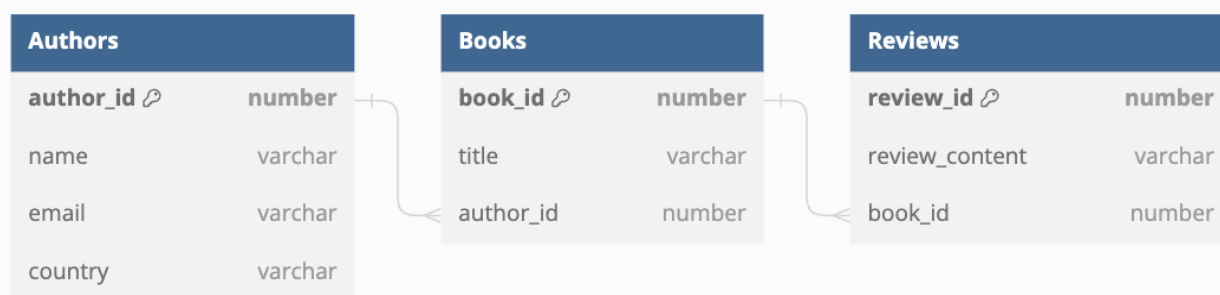 Authors
author_id number
name varchar
email varchar
country varchar
Books
book_id number
title varchar
author_id number
Reviews
review_id number
review_content varchar
book_id number